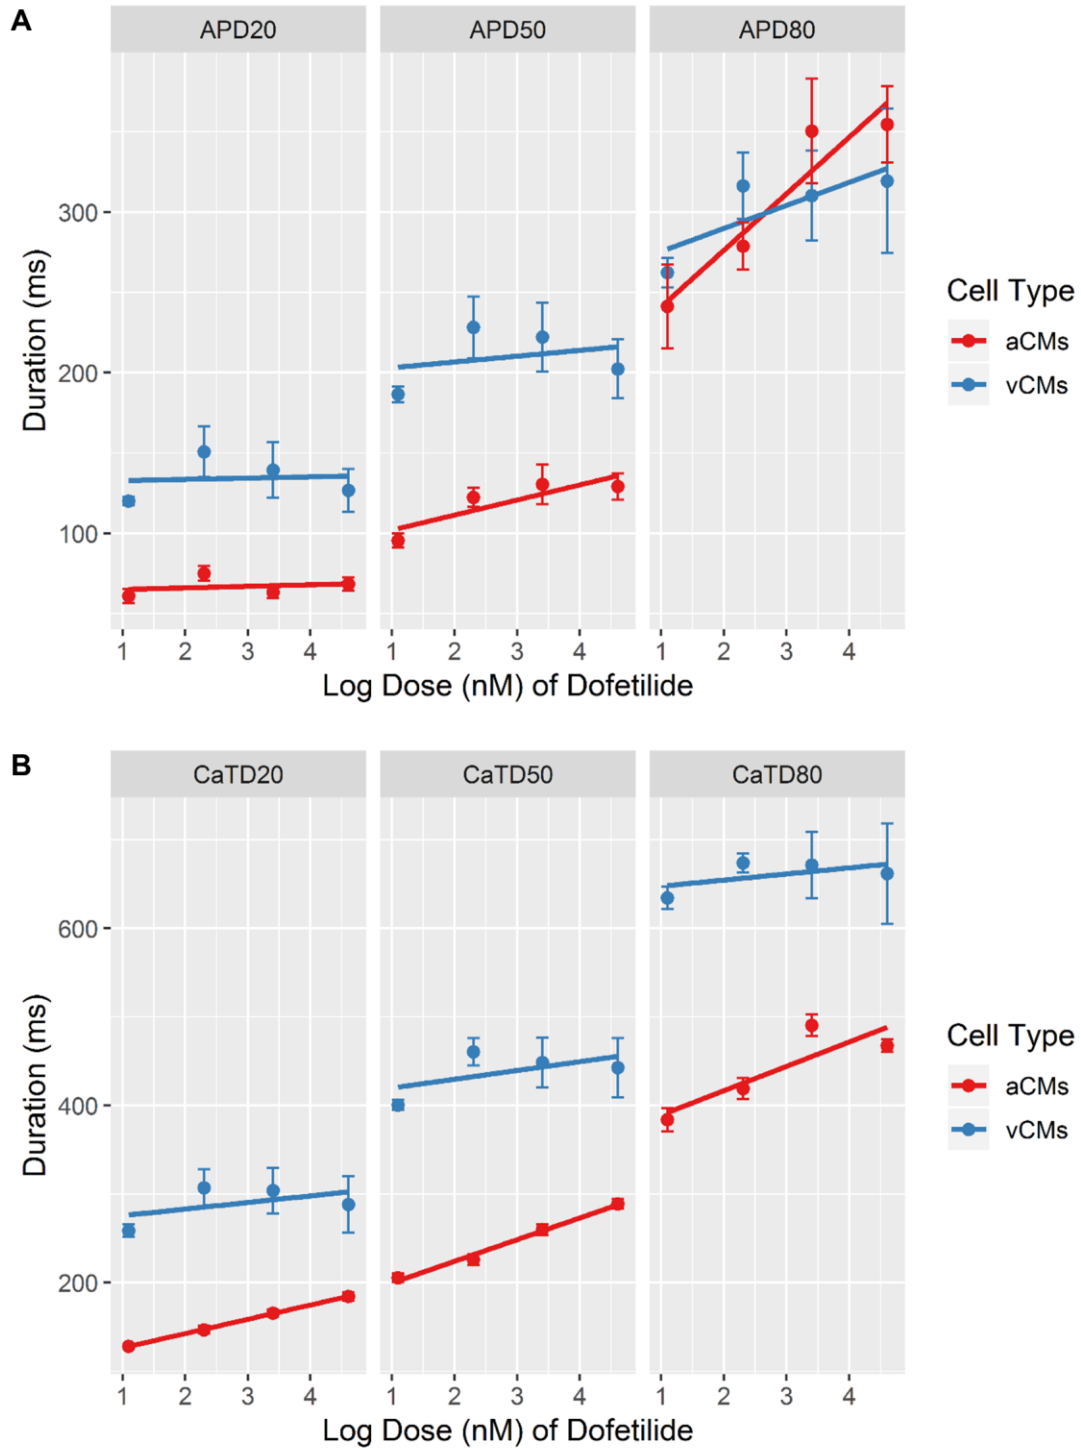 A
APD20 APD50 APD80
300
200
100
Duration (ms)
1 2 3 4 1 2 3 4 1 2 3 4
Log Dose (nM) of Dofetilide
Cell Type
aCMs
vCMs
B
CaTD20 CaTD50 CaTD80
600
400
200
Duration (ms)
1 2 3 4 1 2 3 4 1 2 3 4
Log Dose (nM) of Dofetilide
Cell Type
aCMs
vCMs